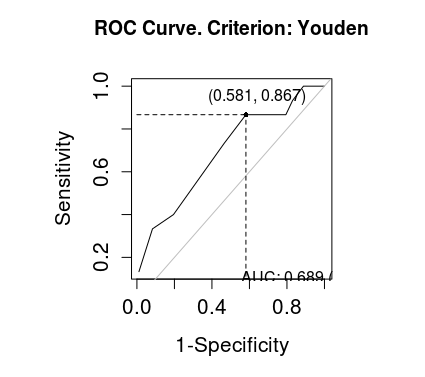 ROC Curve. Criterion: Youden
(0.581, 0.867)
1.0
0.6
0.2
Sensitivity
AUC: 0.689
0.0 0.4 0.8
1-Specificity